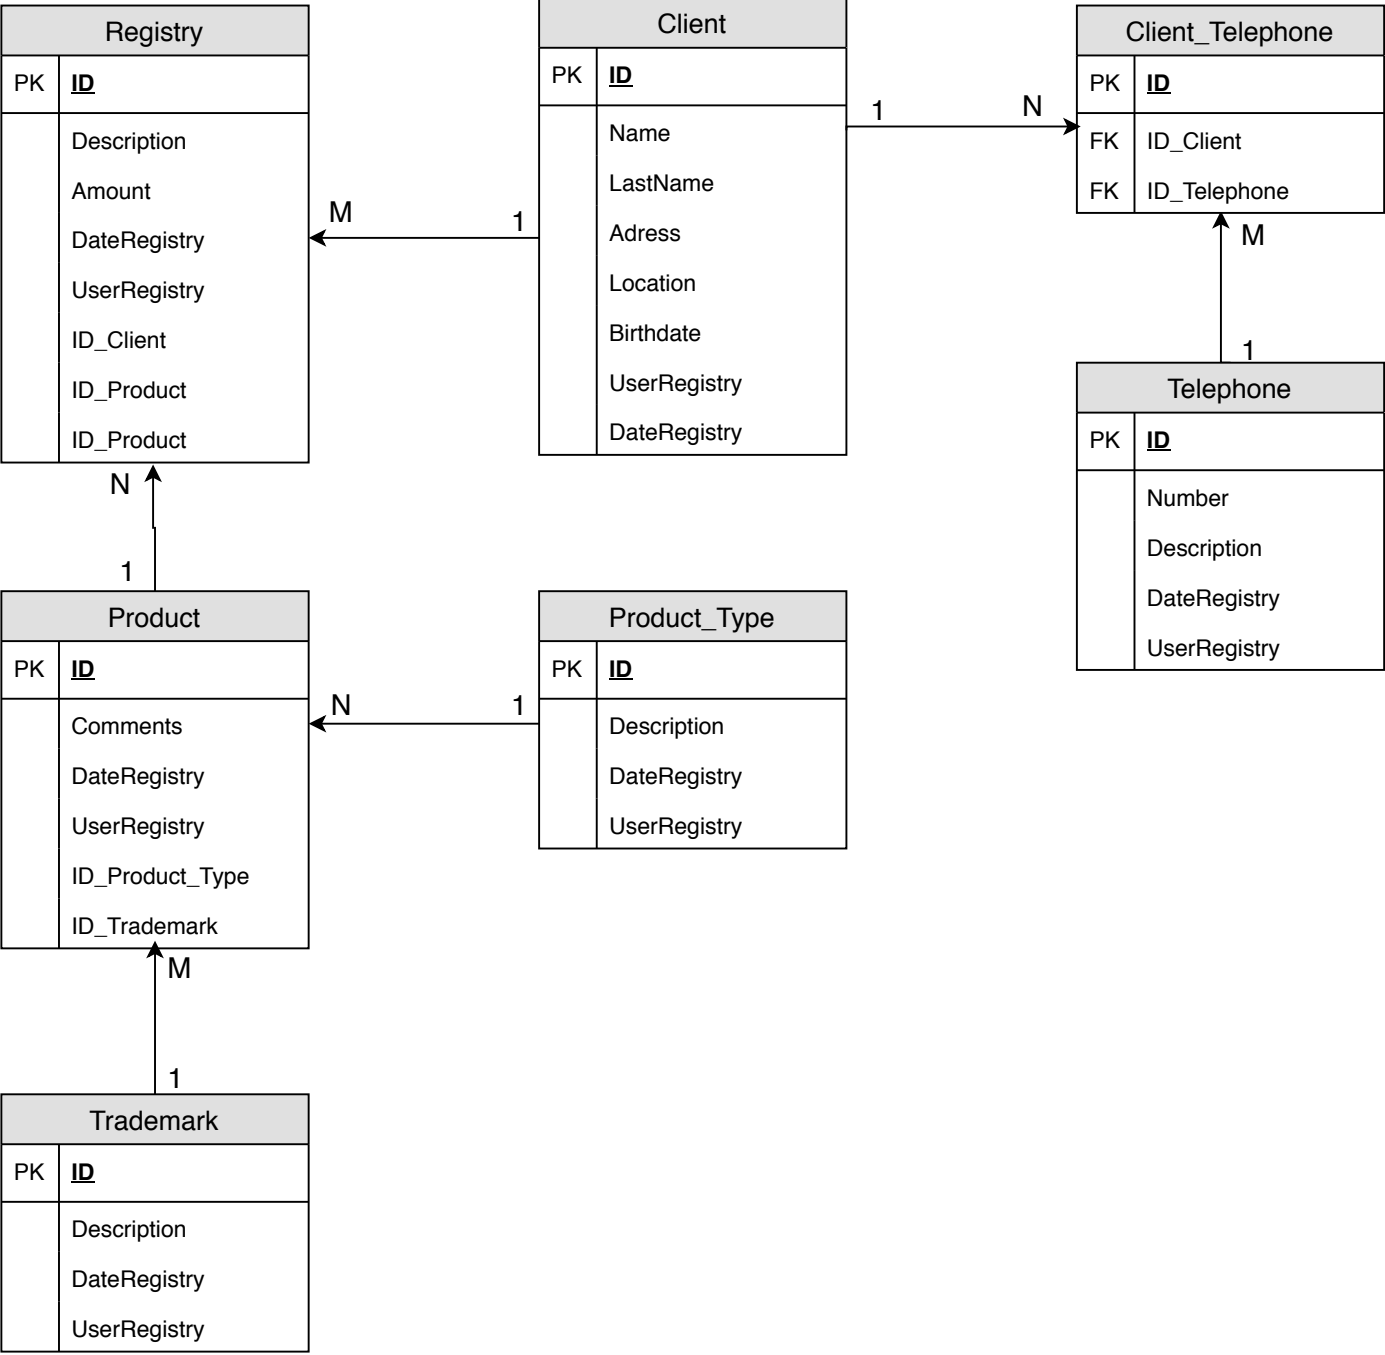 Registry
PK ID
Description
Amount
DateRegistry
UserRegistry
ID_Client
ID_Product
ID_Product
Client
PK ID
Name
LastName
Adress
Location
Birthdate
UserRegistry
DateRegistry
Client_Telephone
PK ID
FK ID_Client
FK ID_Telephone
1
N
M
1
M
1
Telephone
PK ID
Number
Description
DateRegistry
UserRegistry
N
1
Product
PK ID
Comments
DateRegistry
UserRegistry
ID_Product_Type
ID_Trademark
N
1
Product_Type
PK ID
Description
DateRegistry
UserRegistry
M
1
Trademark
PK ID
Description
DateRegistry
UserRegistry